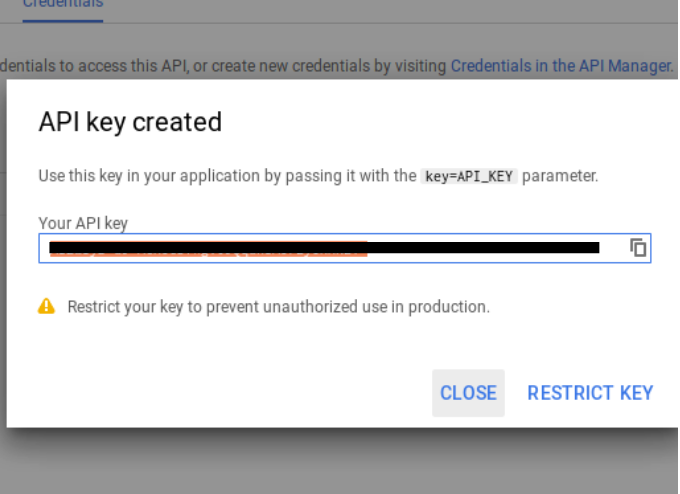 Credentials
dentials to access this API, or create new credentials by visiting Credentials in the API Manager.
API key created
Use this key in your application by passing it with the key=API_KEY parameter.
Your API key
Restrict your key to prevent unauthorized use in production.
CLOSE RESTRICT KEY